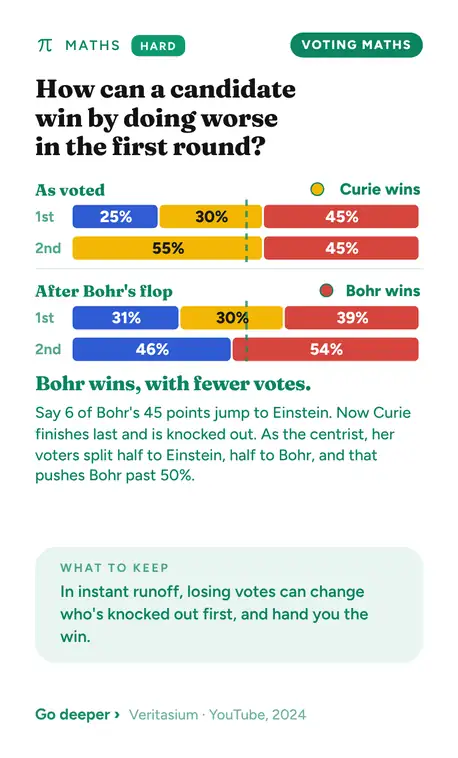 π MATHS HARD VOTING MATHS
How can a candidate
win by doing worse
in the first round?
As voted Curie wins
1st 25% 30% 45%
2nd 55% 45%
After Bohr's flop Bohr wins
1st 31% 30% 39%
2nd 46% 54%
Bohr wins, with fewer votes.
Say 6 of Bohr's 45 points jump to Einstein. Now Curie
finishes last and is knocked out. As the centrist, her
voters split half to Einstein, half to Bohr, and that
pushes Bohr past 50%.
WHAT TO KEEP
In instant runoff, losing votes can change
who's knocked out first, and hand you the
win.
Go deeper › Veritasium · YouTube, 2024